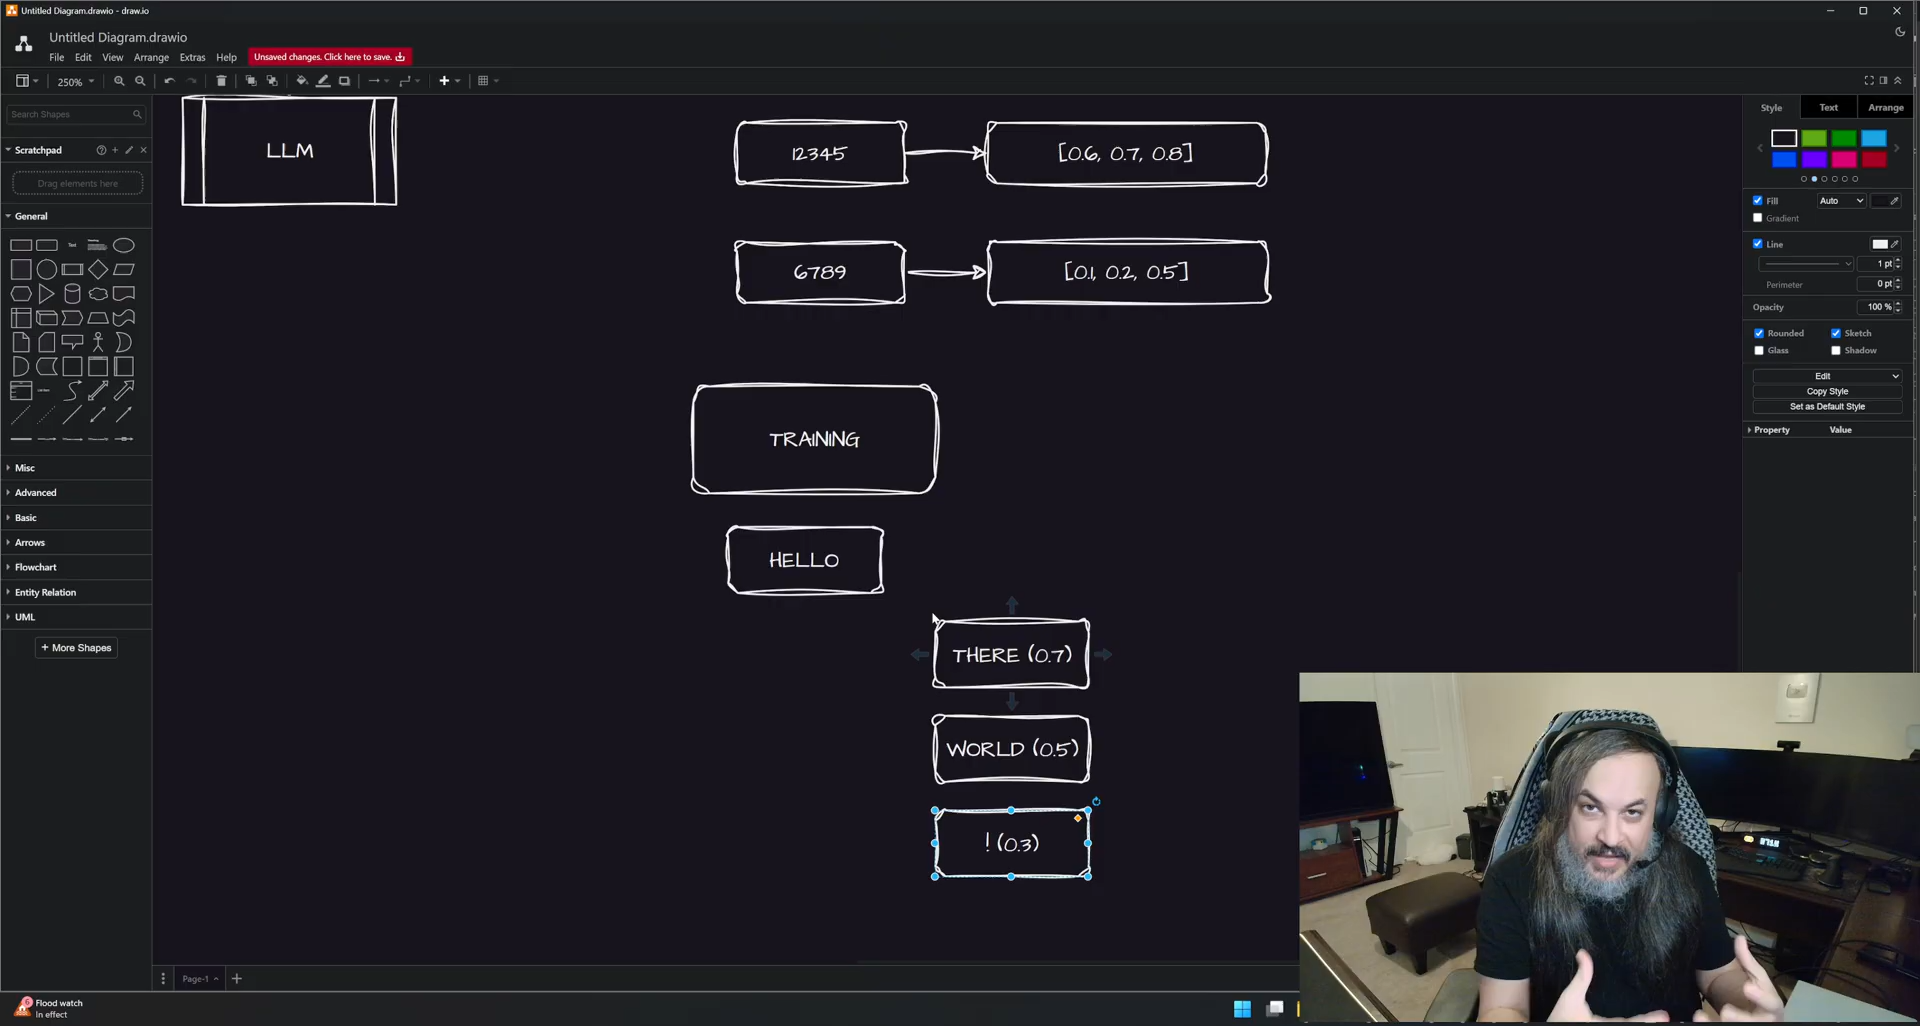 Untitled Diagram.drawio - draw.io
Untitled Diagram.drawio
File Edit View Arrange Extras Help Unsaved changes. Click here to save.
250%
Search Shapes
Scratchpad
Drag elements here
General
Text
Misc
Advanced
Basic
Arrows
Flowchart
Entity Relation
UML
+ More Shapes
LLM
12345
[0.6, 0.7, 0.8]
6789
[0.1, 0.2, 0.5]
TRAINING
HELLO
THERE (0.7)
WORLD (0.5)
! (0.3)
Style Text Arrange
Fill Auto
Gradient
Line
1 pt
Perimeter 0 pt
Opacity 100 %
Rounded Sketch
Glass Shadow
Edit
Copy Style
Set as Default Style
Property Value
Page-1
Flood watch
In effect